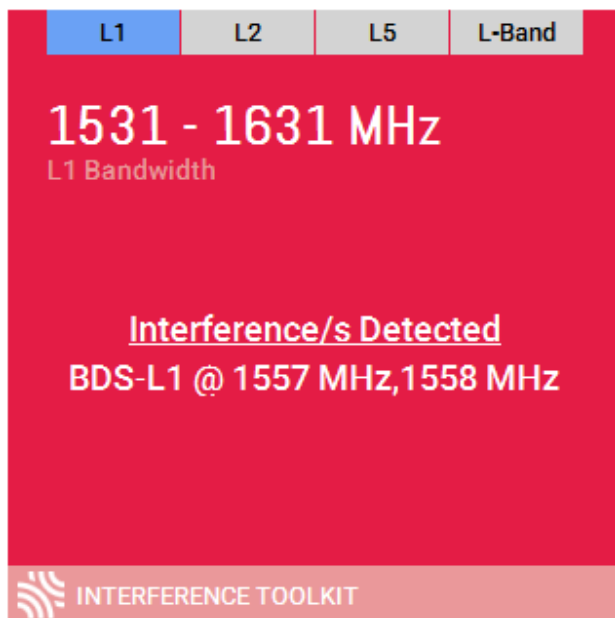 L1 L2 L5 L-Band
1531 - 1631 MHz
L1 Bandwidth
Interference/s Detected
BDS-L1 @ 1557 MHz,1558 MHz
INTERFERENCE TOOLKIT